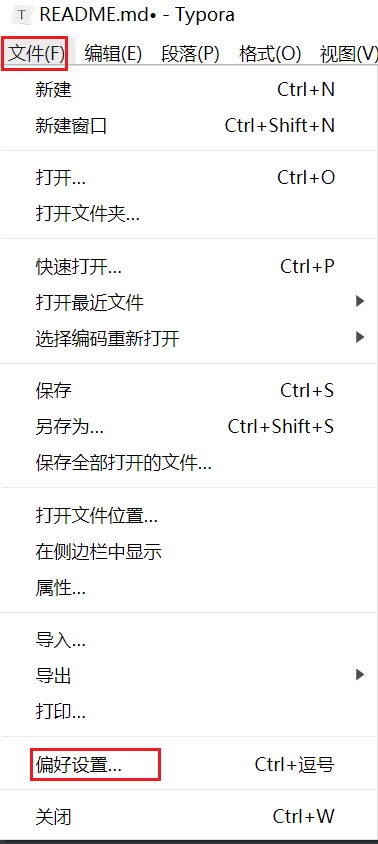 T README.md• - Typora
文件(F) 编辑(E) 段落(P) 格式(O) 视图(V)
新建 Ctrl+N
新建窗口 Ctrl+Shift+N
打开... Ctrl+O
打开文件夹...
快速打开... Ctrl+P
打开最近文件
选择编码重新打开
保存 Ctrl+S
另存为... Ctrl+Shift+S
保存全部打开的文件...
打开文件位置...
在侧边栏中显示
属性...
导入...
导出
打印...
偏好设置... Ctrl+逗号
关闭 Ctrl+W